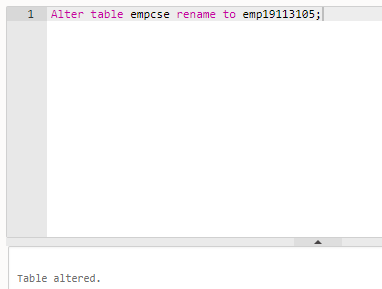 1 Alter table empcse rename to emp19113105;
Table altered.